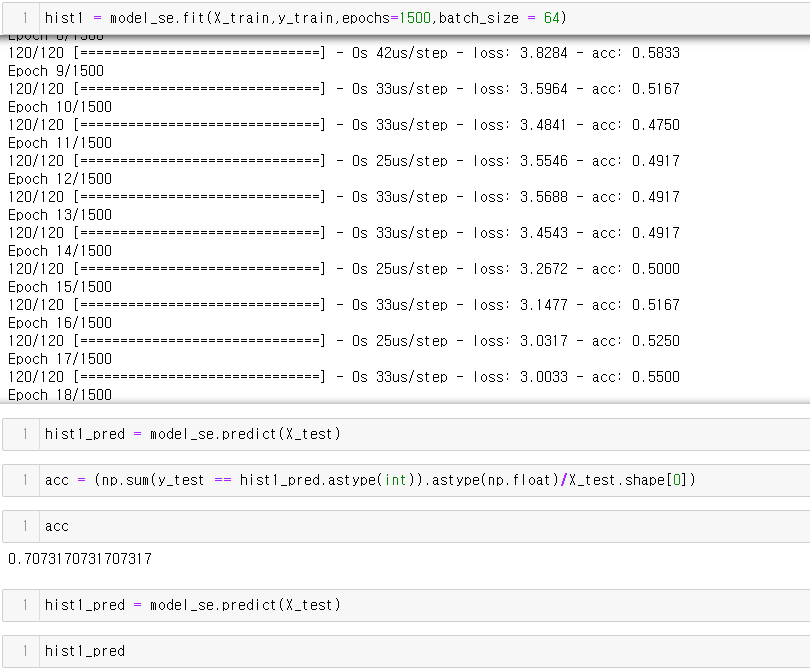 1 hist1 = model_se.fit(X_train,y_train,epochs=1500,batch_size = 64)
Epoch 8/1500
120/120 [==============================] - 0s 42us/step - loss: 3.8284 - acc: 0.5833
Epoch 9/1500
120/120 [==============================] - 0s 33us/step - loss: 3.5964 - acc: 0.5167
Epoch 10/1500
120/120 [==============================] - 0s 33us/step - loss: 3.4841 - acc: 0.4750
Epoch 11/1500
120/120 [==============================] - 0s 25us/step - loss: 3.5546 - acc: 0.4917
Epoch 12/1500
120/120 [==============================] - 0s 33us/step - loss: 3.5688 - acc: 0.4917
Epoch 13/1500
120/120 [==============================] - 0s 33us/step - loss: 3.4543 - acc: 0.4917
Epoch 14/1500
120/120 [==============================] - 0s 25us/step - loss: 3.2672 - acc: 0.5000
Epoch 15/1500
120/120 [==============================] - 0s 33us/step - loss: 3.1477 - acc: 0.5167
Epoch 16/1500
120/120 [==============================] - 0s 25us/step - loss: 3.0317 - acc: 0.5250
Epoch 17/1500
120/120 [==============================] - 0s 33us/step - loss: 3.0033 - acc: 0.5500
Epoch 18/1500
1 hist1_pred = model_se.predict(X_test)
1 acc = (np.sum(y_test == hist1_pred.astype(int)).astype(np.float)/X_test.shape[0])
1 acc
0.7073170731707317
1 hist1_pred = model_se.predict(X_test)
1 hist1_pred